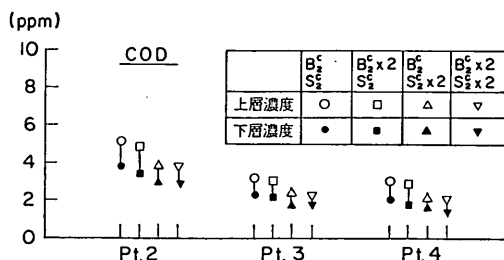 (ppm)
10
8
6
4
2
0
COD
B₂ᶜ B₂ᶜ×2 B₂ᶜ B₂ᶜ×2
S₂ᶜ S₂ᶜ S₂ᶜ×2 S₂ᶜ×2
上層濃度
下層濃度
Pt.2 Pt.3 Pt.4